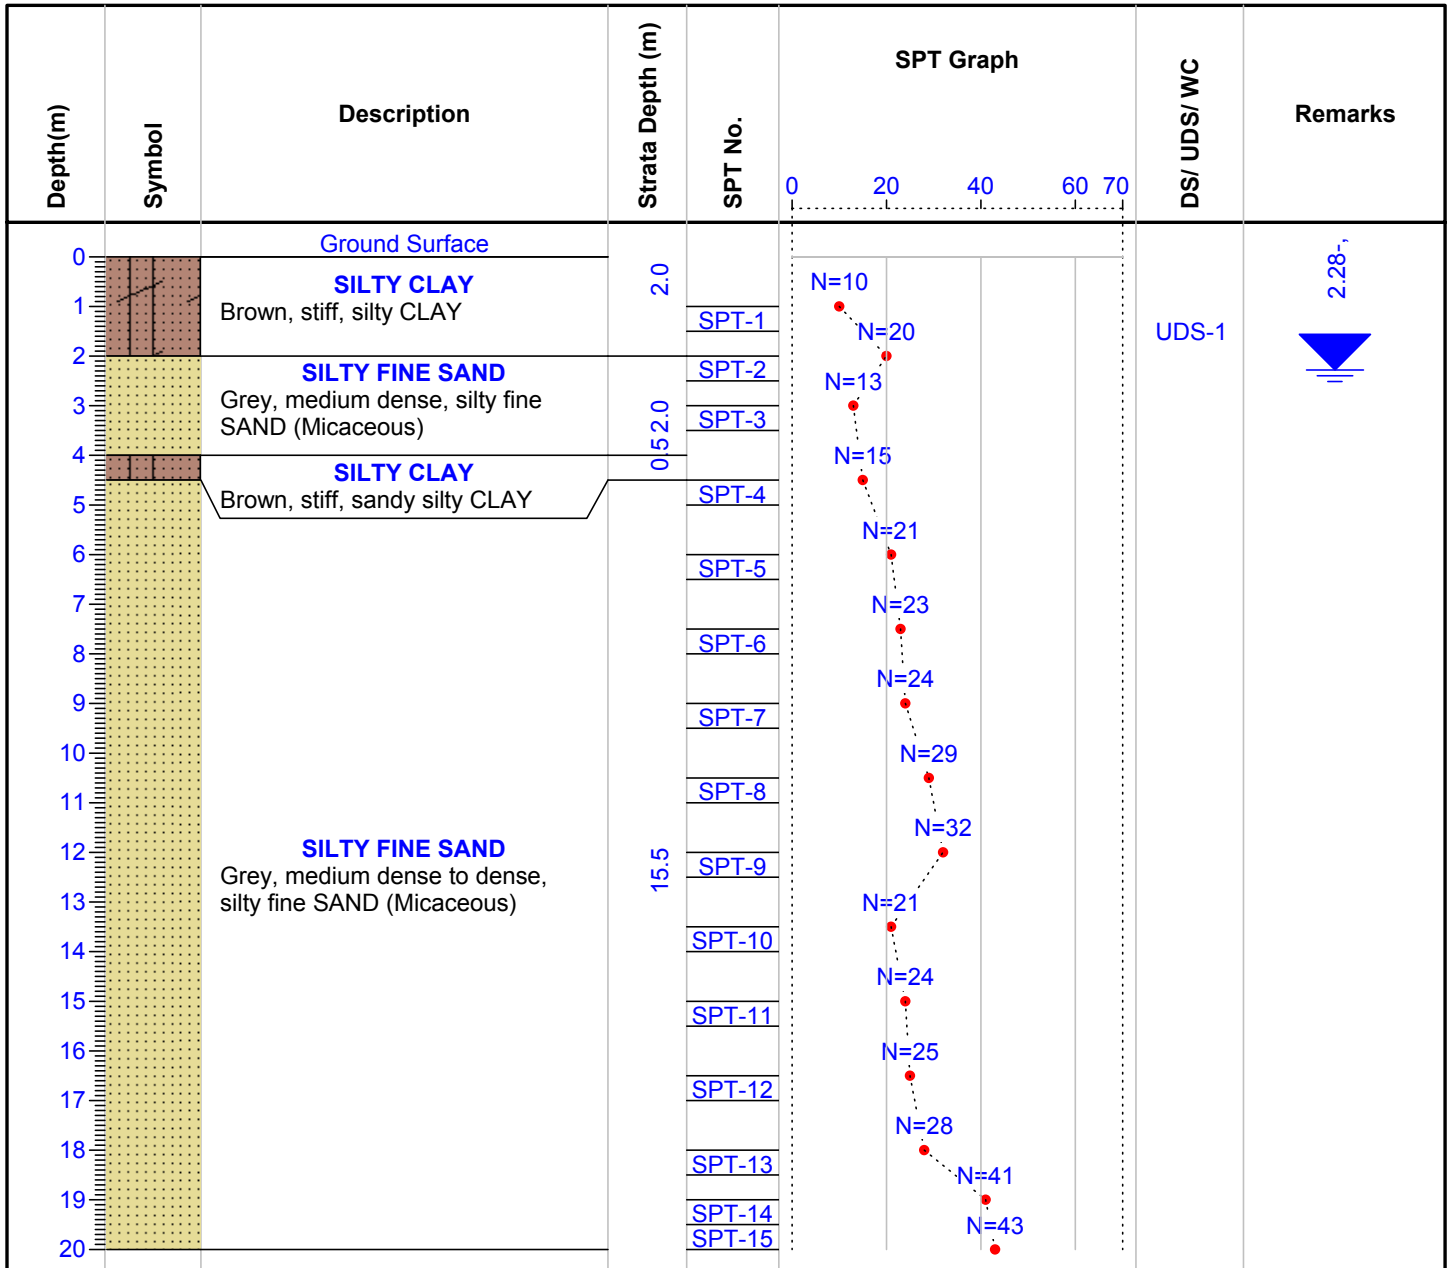 Depth(m)
Symbol
Description
Strata Depth (m)
SPT No.
SPT Graph
0 20 40 60 70
DS/ UDS/ WC
Remarks
Ground Surface
0
1
2
3
4
5
6
7
8
9
10
11
12
13
14
15
16
17
18
19
20
SILTY CLAY
Brown, stiff, silty CLAY
SILTY FINE SAND
Grey, medium dense, silty fine
SAND (Micaceous)
SILTY CLAY
Brown, stiff, sandy silty CLAY
SILTY FINE SAND
Grey, medium dense to dense,
silty fine SAND (Micaceous)
2.0
2.0
0.5
15.5
SPT-1
SPT-2
SPT-3
SPT-4
SPT-5
SPT-6
SPT-7
SPT-8
SPT-9
SPT-10
SPT-11
SPT-12
SPT-13
SPT-14
SPT-15
N=10
N=20
N=13
N=15
N=21
N=23
N=24
N=29
N=32
N=21
N=24
N=25
N=28
N=41
N=43
UDS-1
2.28-,